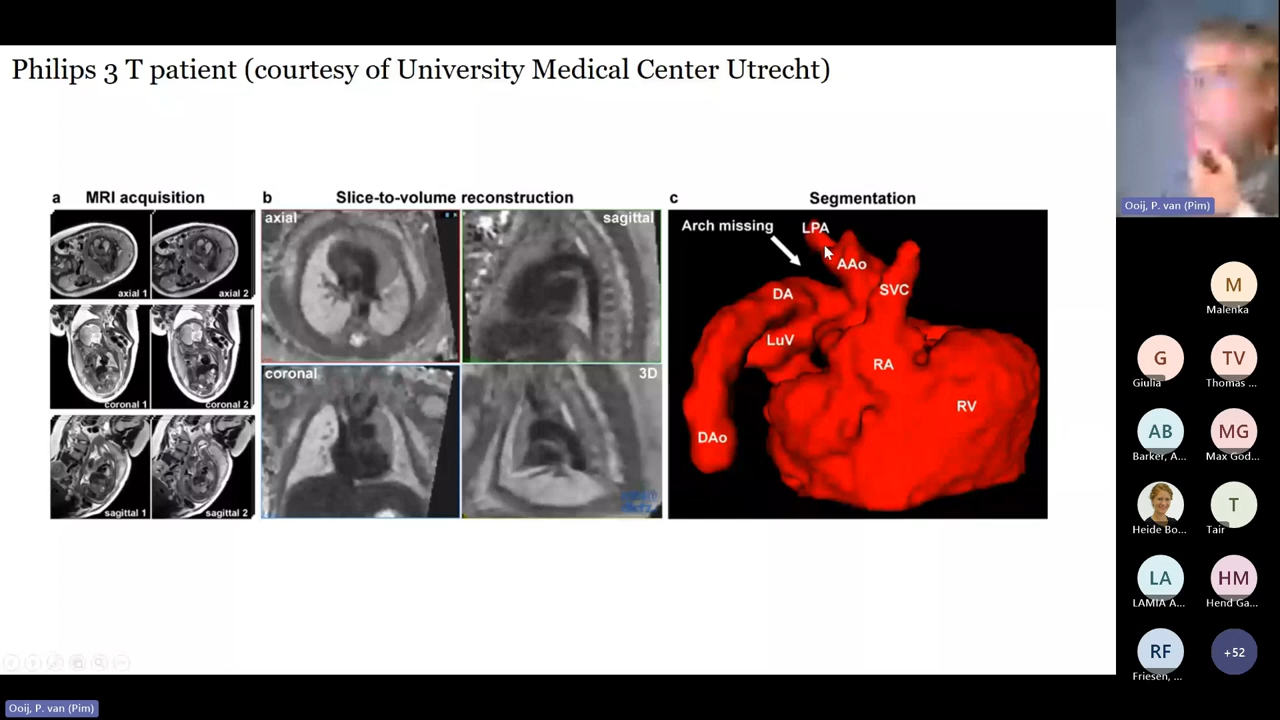 Philips 3 T patient (courtesy of University Medical Center Utrecht)
a MRI acquisition
b Slice-to-volume reconstruction
c Segmentation
axial 1
axial 2
coronal 1
coronal 2
sagittal 1
sagittal 2
axial
sagittal
coronal
3D
Arch missing
LPA
AAo
DA
SVC
LuV
RA
RV
DAo
Ooij, P. van (Pim)
M
Malenka
G
Giulia
TV
Thomas ...
AB
Barker, A...
MG
Max God...
Heide Bo...
T
Tair
LA
LAMIA A...
HM
Hend Ga...
RF
Friesen, ...
+52
Ooij, P. van (Pim)